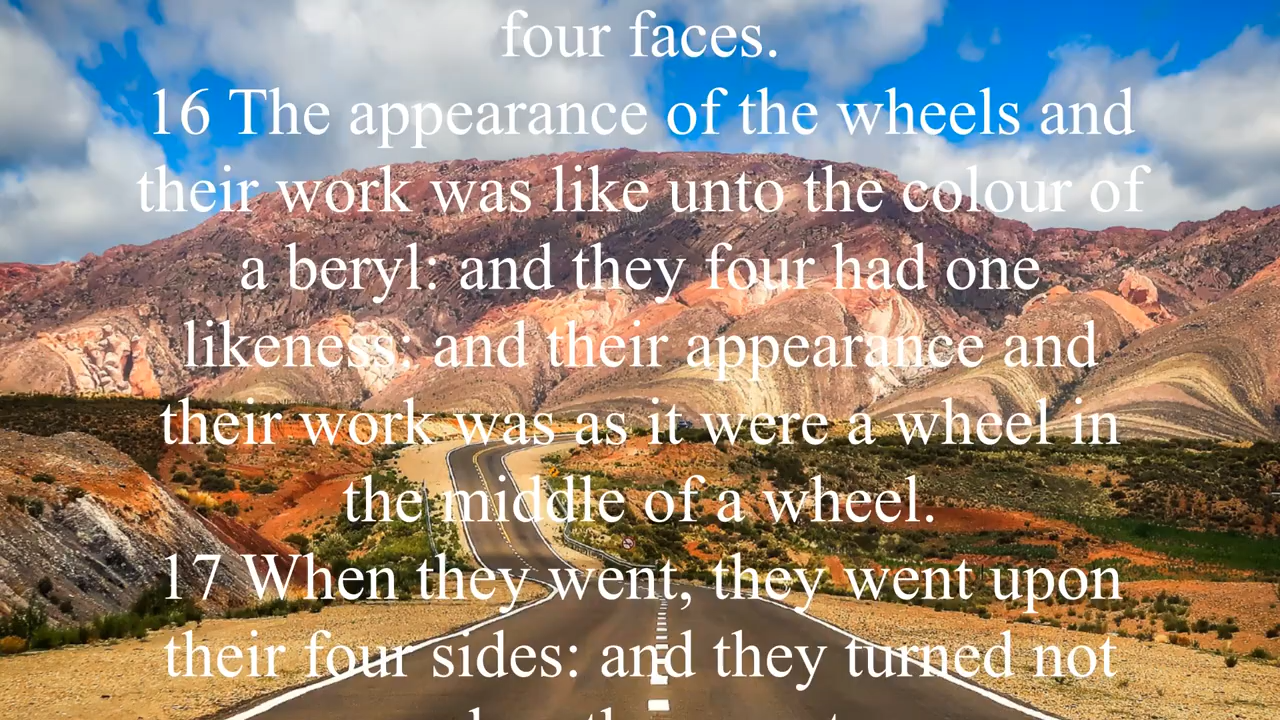 four faces.
16 The appearance of the wheels and
their work was like unto the colour of
a beryl: and they four had one
likeness: and their appearance and
their work was as it were a wheel in
the middle of a wheel.
17 When they went, they went upon
their four sides: and they turned not